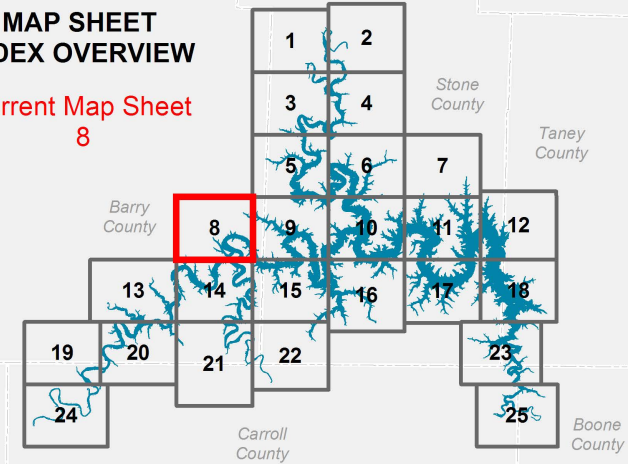 MAP SHEET
DEX OVERVIEW
rrent Map Sheet
8
1
2
Stone
County
3
4
Taney
County
5
6
7
Barry
County
8
9
10
11
12
13
14
15
16
17
18
19
20
21
22
23
24
25
Carroll
County
Boone
County